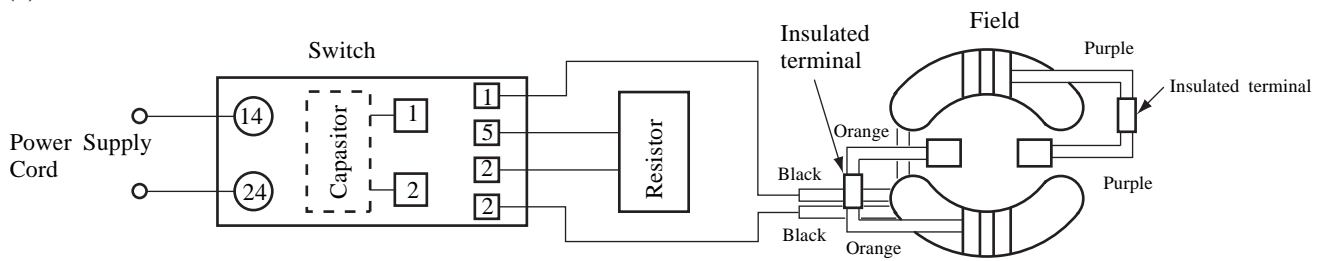 Field
Switch
Insulated
terminal
Purple
Insulated terminal
Power Supply
Cord
14
24
Capasitor
1
2
1
5
2
2
Resistor
Orange
Black
Purple
Black
Orange